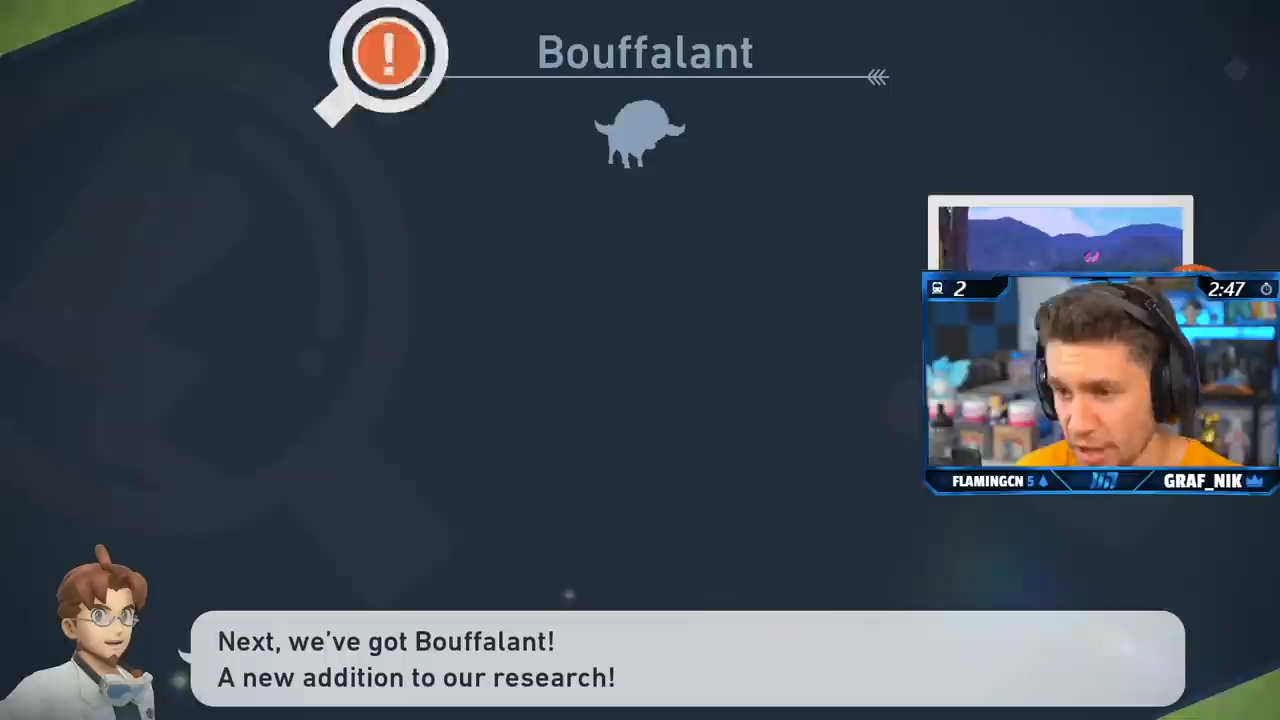 Bouffalant
2
2:47
FLAMINGCN 5
GRAF_NIK
Next, we've got Bouffalant!
A new addition to our research!